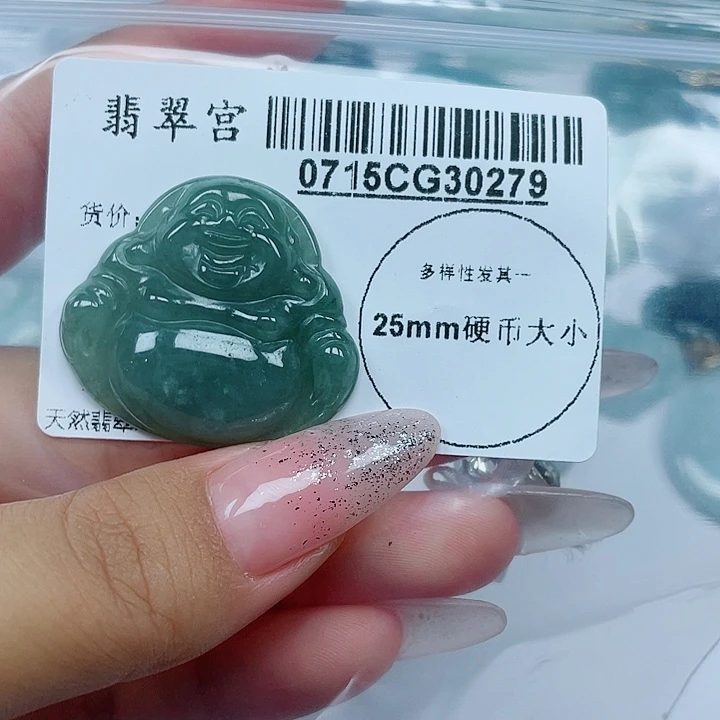 翡翠宫
0715CG30279
货价:
多样性发其一
25mm硬币大小
天然翡翠